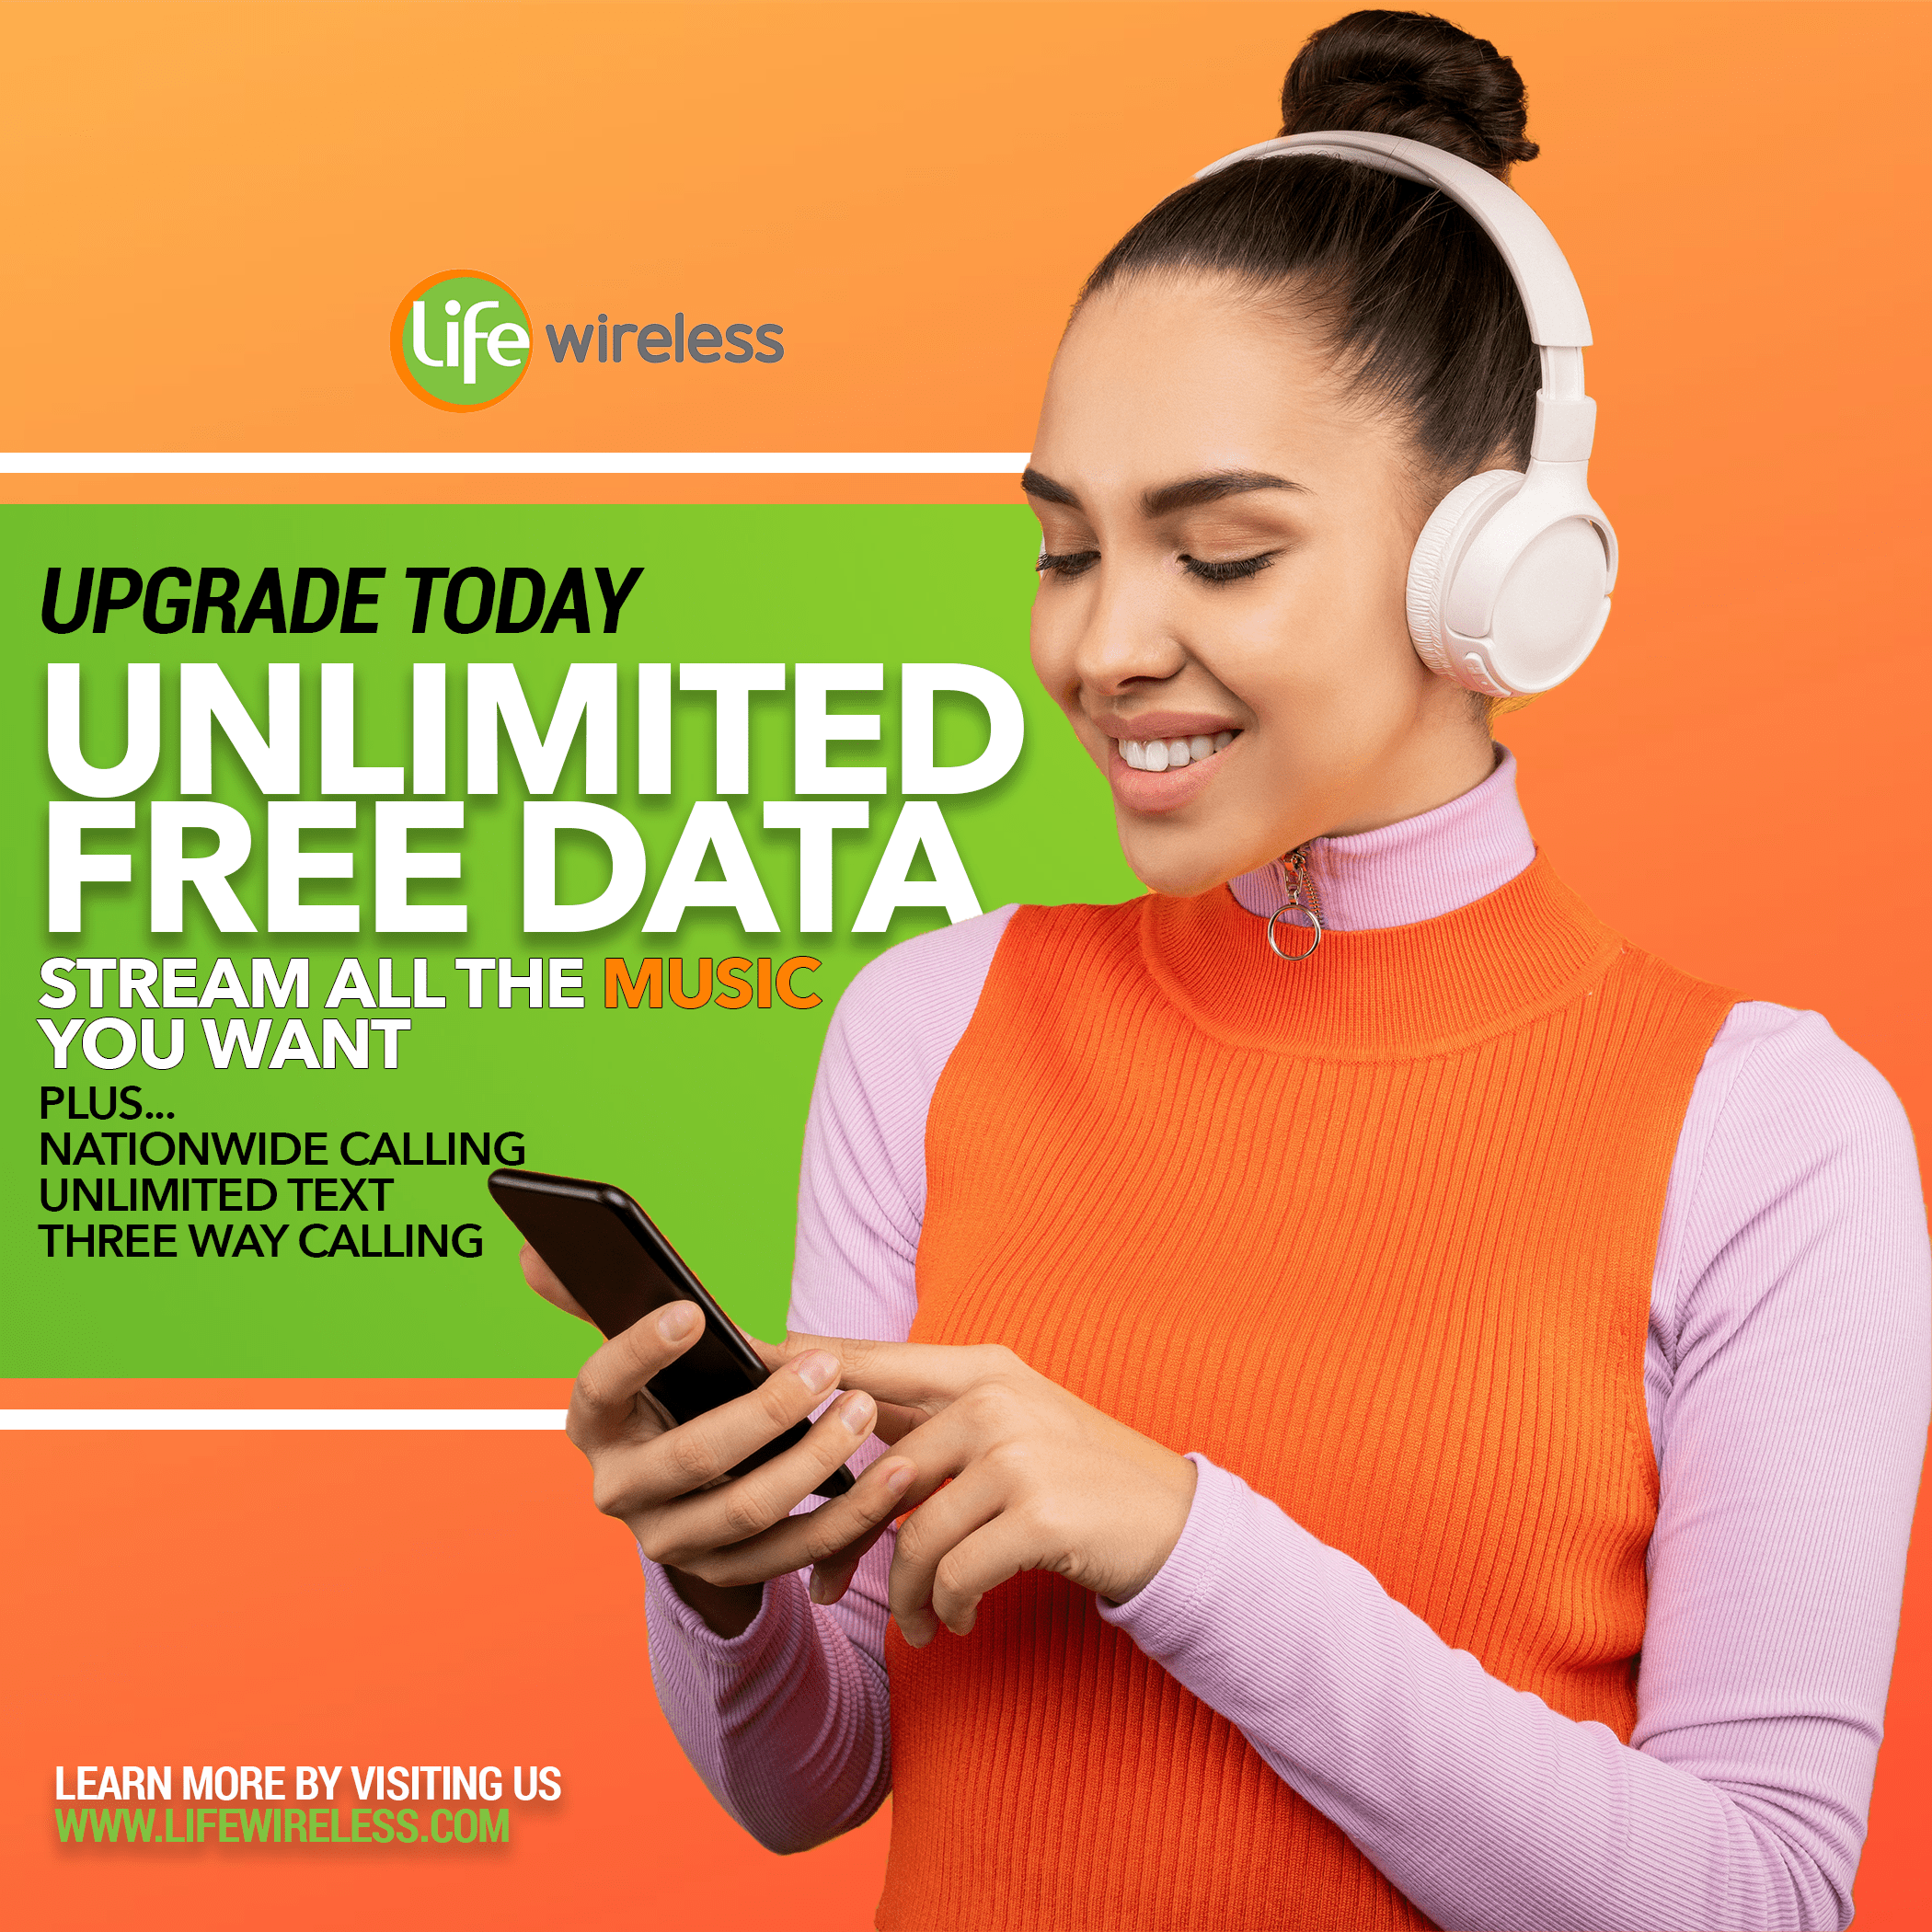 Life wireless
UPGRADE TODAY
UNLIMITED
FREE DATA
STREAM ALL THE MUSIC
YOU WANT
PLUS...
NATIONWIDE CALLING
UNLIMITED TEXT
THREE WAY CALLING
LEARN MORE BY VISITING US
WWW.LIFEWIRELESS.COM